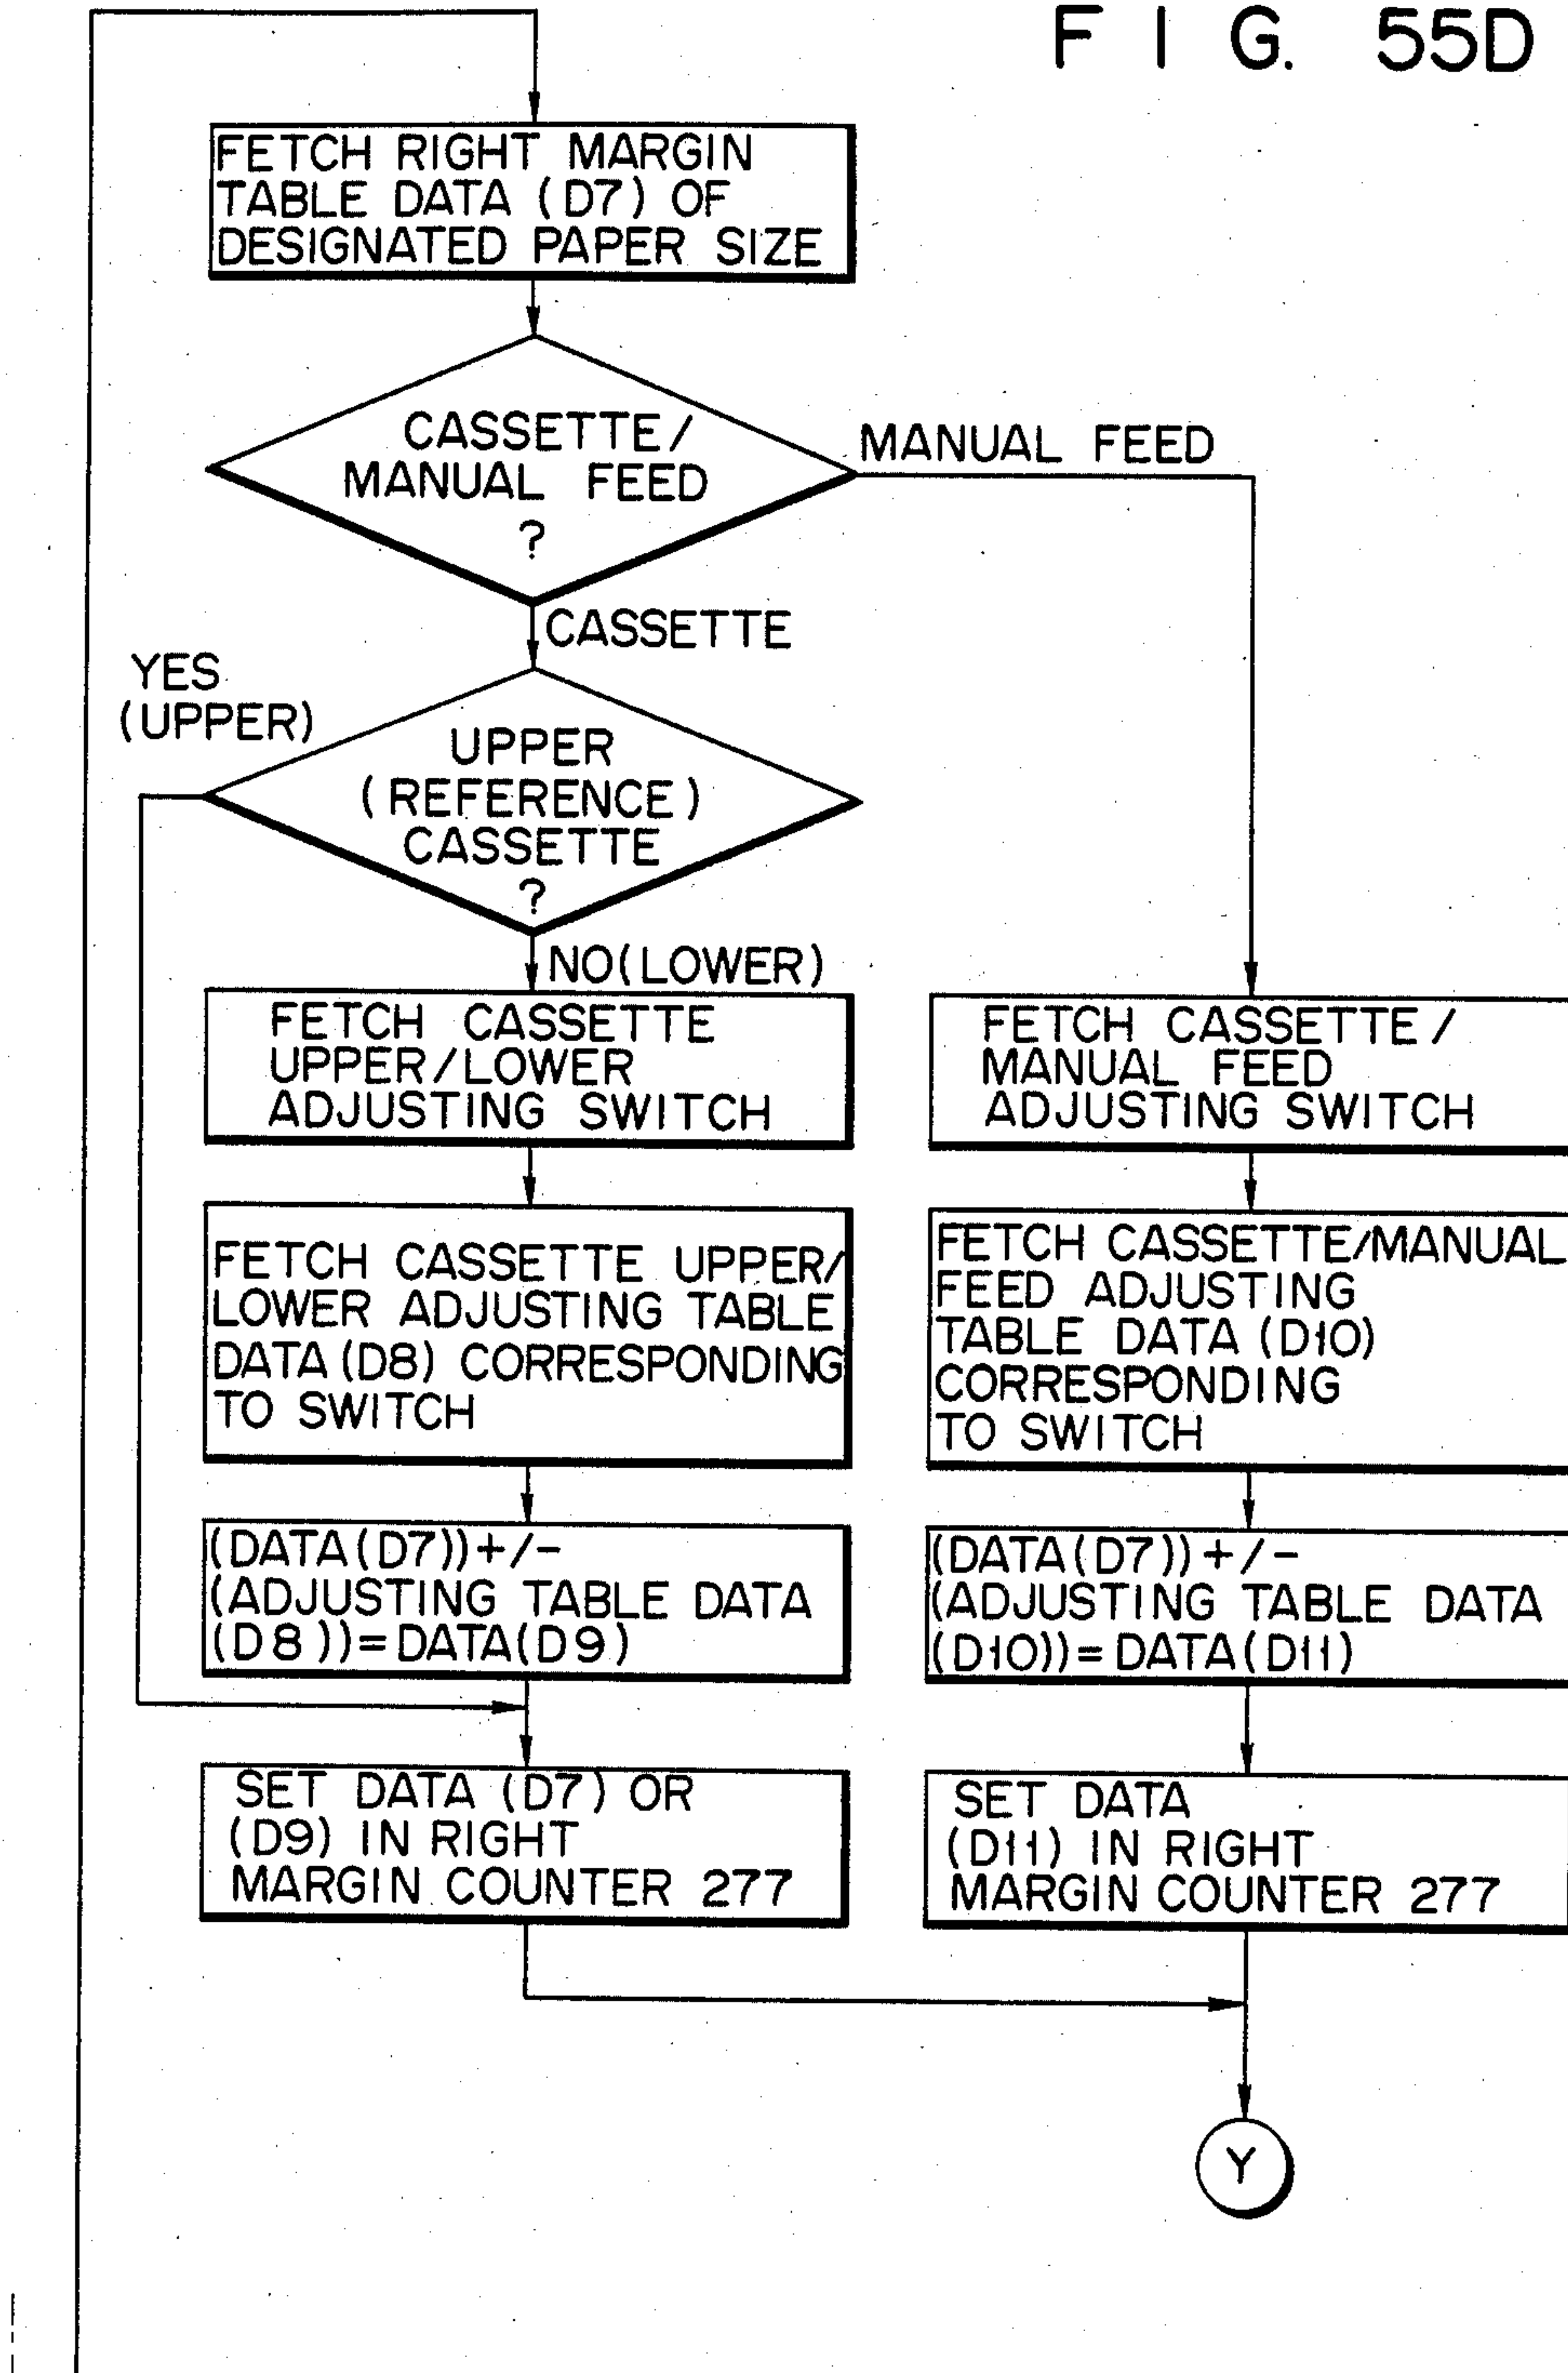 F I G. 55D
FETCH RIGHT MARGIN
TABLE DATA (D7) OF
DESIGNATED PAPER SIZE
CASSETTE/
MANUAL FEED
?
MANUAL FEED
CASSETTE
YES
(UPPER)
UPPER
(REFERENCE)
CASSETTE
?
NO(LOWER)
FETCH CASSETTE
UPPER/LOWER
ADJUSTING SWITCH
FETCH CASSETTE UPPER/
LOWER ADJUSTING TABLE
DATA (D8) CORRESPONDING
TO SWITCH
(DATA(D7))+/-
(ADJUSTING TABLE DATA
(D8))=DATA(D9)
SET DATA (D7) OR
(D9) IN RIGHT
MARGIN COUNTER 277
FETCH CASSETTE/
MANUAL FEED
ADJUSTING SWITCH
FETCH CASSETTE/MANUAL
FEED ADJUSTING
TABLE DATA (D10)
CORRESPONDING
TO SWITCH
(DATA(D7))+/-
(ADJUSTING TABLE DATA
(D10))=DATA(D11)
SET DATA
(D11) IN RIGHT
MARGIN COUNTER 277
Y